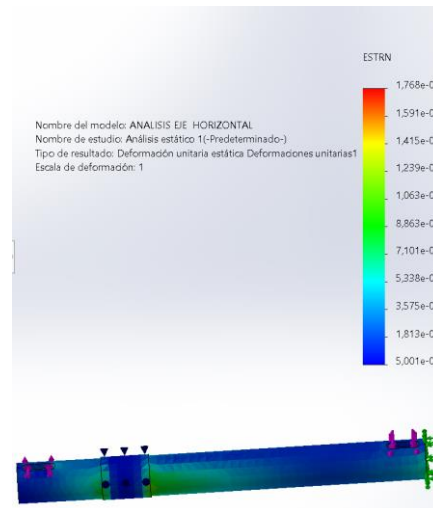 ESTRN
1,768e-0
1,591e-0
1,415e-0
1,239e-0
1,063e-0
8,863e-0
7,101e-0
5,338e-0
3,575e-0
1,813e-0
5,001e-0
Nombre del modelo: ANALISIS EJE HORIZONTAL
Nombre de estudio: Análisis estático 1(-Predeterminado-)
Tipo de resultado: Deformación unitaria estática Deformaciones unitarias1
Escala de deformación: 1